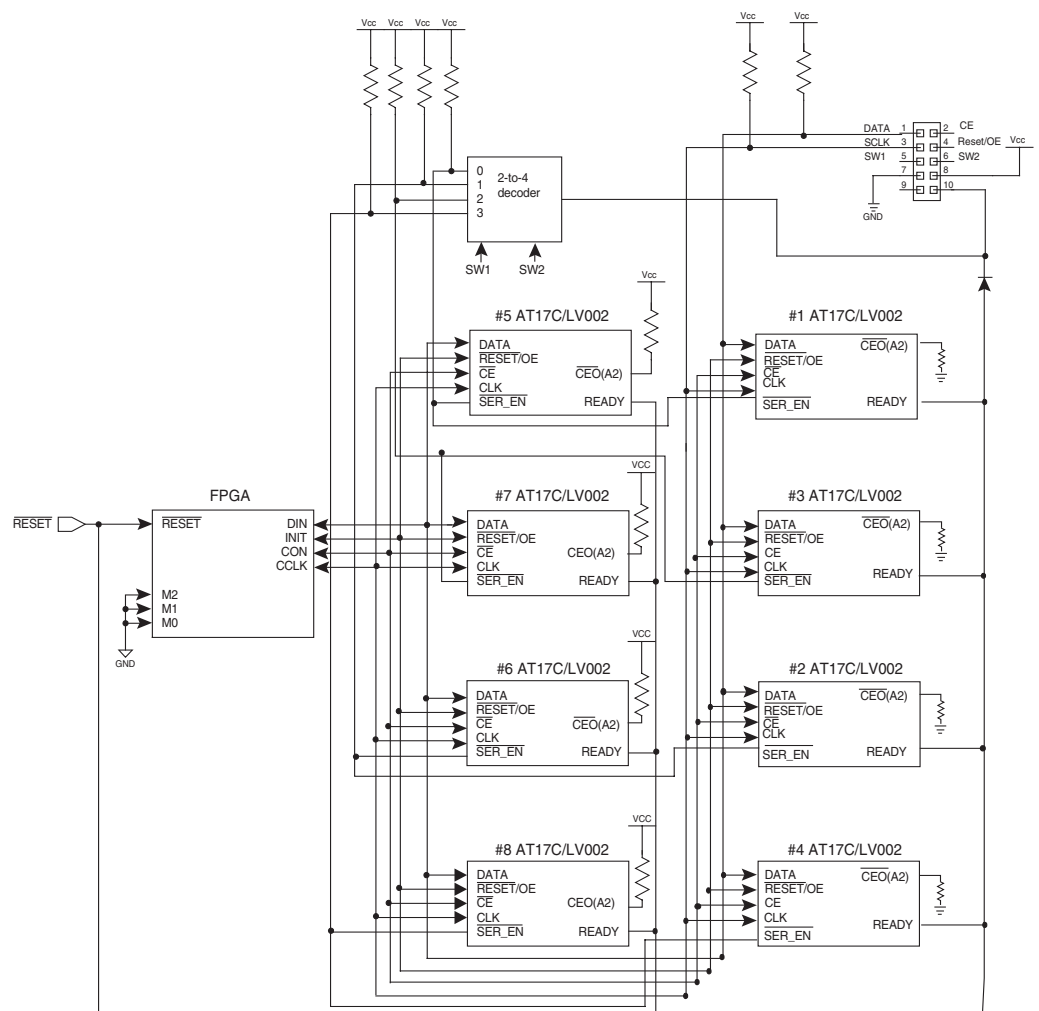 Vcc Vcc Vcc Vcc
Vcc Vcc
DATA 1 2 CE
SCLK 3 4 Reset/OE Vcc
SW1 5 6 SW2
7 8
9 10
GND
0
1
2
3
2-to-4
decoder
SW1 SW2
Vcc
#5 AT17C/LV002
DATA
RESET/OE
CE
CLK
SER_EN
CEO(A2)
READY
#1 AT17C/LV002
DATA
RESET/OE
CE
CLK
SER_EN
CEO(A2)
READY
RESET
FPGA
RESET
DIN
INIT
CON
CCLK
M2
M1
M0
GND
VCC
#7 AT17C/LV002
DATA
RESET/OE
CE
CLK
SER_EN
CEO(A2)
READY
#3 AT17C/LV002
DATA
RESET/OE
CE
CLK
SER_EN
CEO(A2)
READY
VCC
#6 AT17C/LV002
DATA
RESET/OE
CE
CLK
SER_EN
CEO(A2)
READY
#2 AT17C/LV002
DATA
RESET/OE
CE
CLK
SER_EN
CEO(A2)
READY
VCC
#8 AT17C/LV002
DATA
RESET/OE
CE
CLK
SER_EN
CEO(A2)
READY
#4 AT17C/LV002
DATA
RESET/OE
CE
CLK
SER_EN
CEO(A2)
READY